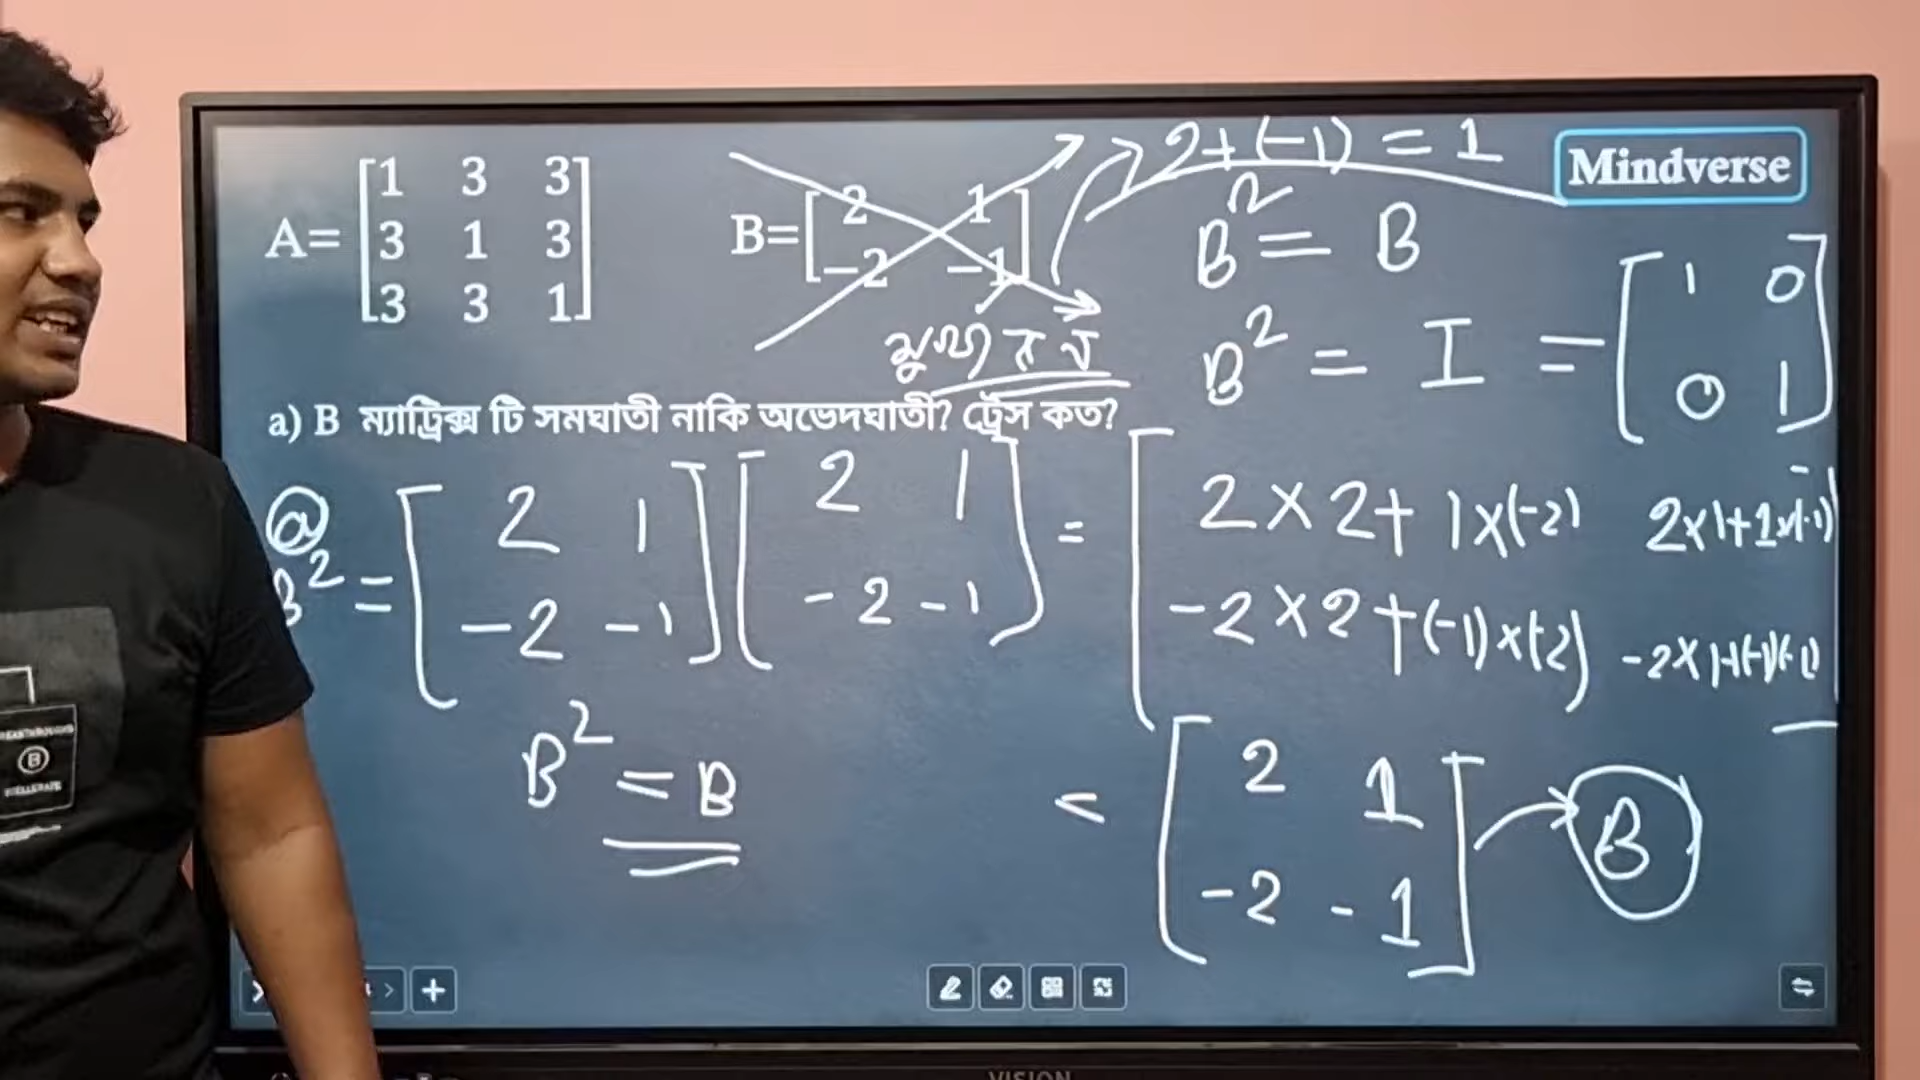 2+(-1) = 1
Mindverse
A= [1 3 3
3 1 3
3 3 1]
B= [2 1
-2 -1]
B² = B
B² = I = [1 0
0 1]
মুখ্য কর্ন
a) B ম্যাট্রিক্স টি সমঘাতী নাকি অভেদঘাতী? ট্রেস কত?
ⓐ
B² = [2 1
-2 -1] [2 1
-2 -1] = [2×2+1×(-2) 2×1+1×(-1)
-2×2+(-1)×(-2) -2×1+(-1)(-1)]
B² = B
= [2 1
-2 -1] → B
B
VISION